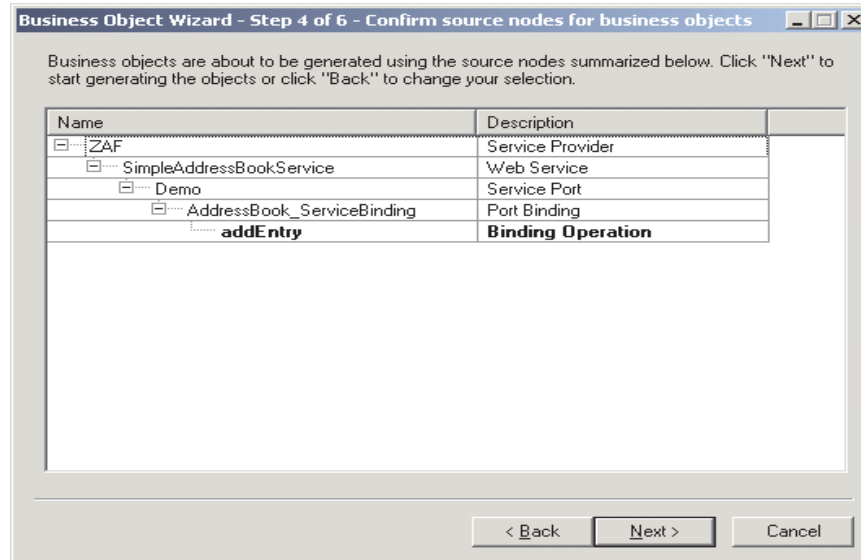 Business Object Wizard - Step 4 of 6 - Confirm source nodes for business objects
Business objects are about to be generated using the source nodes summarized below. Click "Next" to
start generating the objects or click "Back" to change your selection.
Name Description
ZAF Service Provider
SimpleAddressBookService Web Service
Demo Service Port
AddressBook_ServiceBinding Port Binding
addEntry Binding Operation
< Back Next > Cancel